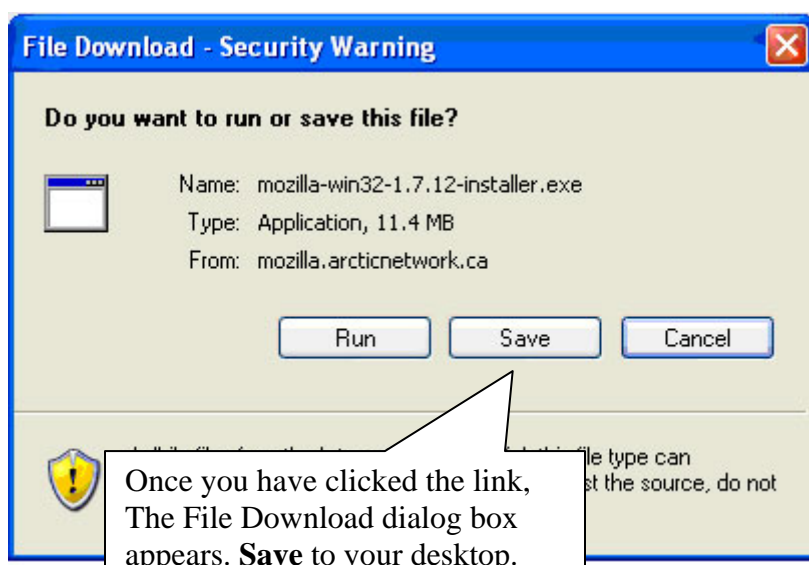 File Download - Security Warning
Do you want to run or save this file?
Name: mozilla-win32-1.7.12-installer.exe
Type: Application, 11.4 MB
From: mozilla.arcticnetwork.ca
Run Save Cancel
file type can
the source, do not
Once you have clicked the link,
The File Download dialog box
appears. Save to your desktop.